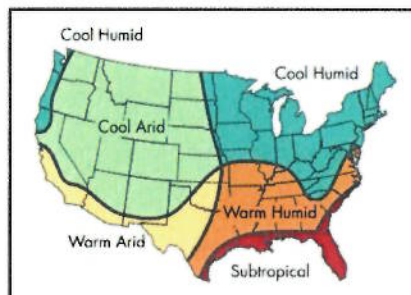 Cool Humid
Cool Humid
Cool Arid
Warm Humid
Warm Arid
Subtropical